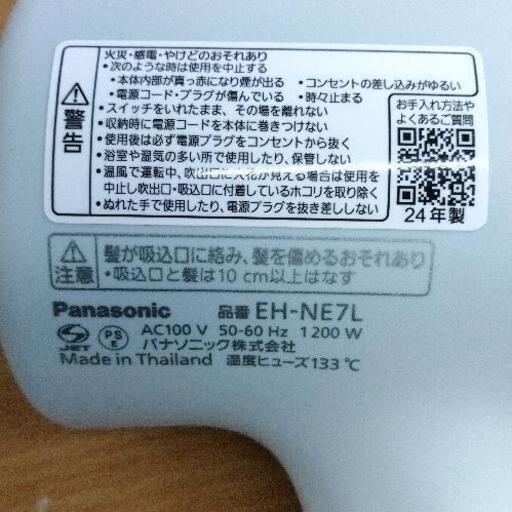 火災・感電・やけどのおそれあり
・次のような時は使用を中止する
・本体内部が真っ赤になり煙が出る ・コンセントの差し込みがゆるい
・電源コード・プラグが傷んでいる ・時々止まる
・スイッチをいれたまま、その場を離れない
・収納時に電源コードを本体に巻きつけない
・使用後は必ず電源プラグをコンセントから抜く
・浴室や湿気の多い所で使用したり、保管しない
・温風で運転中、吹出口に火花が見える場合は使用を
中止し吹出口・吸込口に付着しているホコリを取り除く
・ぬれた手で使用したり、電源プラグを抜き差ししない
警告
お手入れ方法や
よくあるご質問
24年製
注意
髪が吸込口に絡み、髪を傷めるおそれあり
・吸込口と髪は10 cm以上はなす
Panasonic 品番 EH-NE7L
JET PS E AC100 V 50-60 Hz 1200 W
パナソニック株式会社
Made in Thailand 温度ヒューズ133 ℃